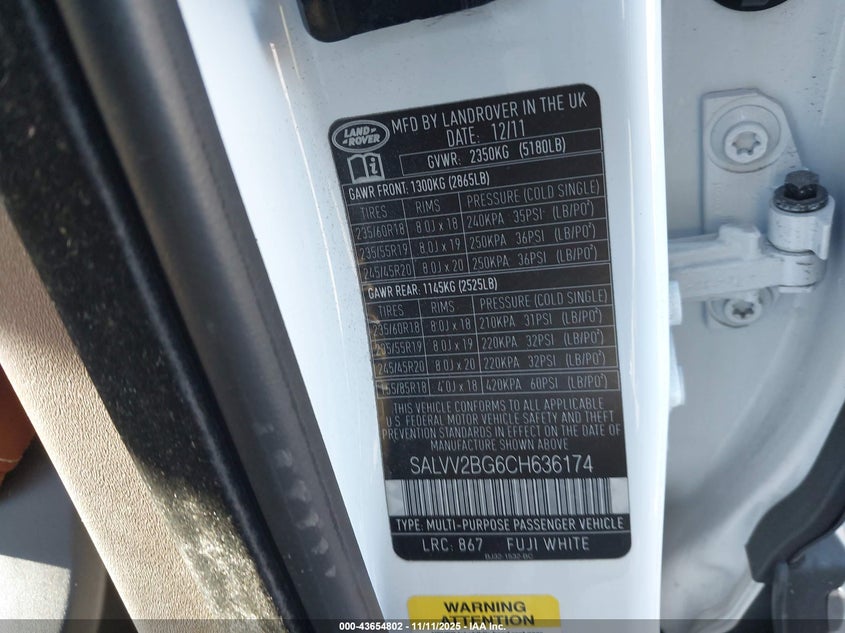 LAND ROVER
MFD BY LANDROVER IN THE UK
DATE: 12/11
GVWR: 2350KG (5180LB)
GAWR FRONT: 1300KG (2865LB)
TIRES RIMS PRESSURE (COLD SINGLE)
235/60R18 8.0J x 18 240KPA 35PSI (LB/PO²)
235/55R19 8.0J x 19 250KPA 36PSI (LB/PO²)
245/45R20 8.0J x 20 250KPA 36PSI (LB/PO²)
GAWR REAR: 1145KG (2525LB)
TIRES RIMS PRESSURE (COLD SINGLE)
235/60R18 8.0J x 18 210KPA 31PSI (LB/PO²)
235/55R19 8.0J x 19 220KPA 32PSI (LB/PO²)
245/45R20 8.0J x 20 220KPA 32PSI (LB/PO²)
155/85R18 4.0J x 18 420KPA 60PSI (LB/PO²)
THIS VEHICLE CONFORMS TO ALL APPLICABLE
U.S FEDERAL MOTOR VEHICLE SAFETY AND THEFT
PREVENTION STANDARDS IN EFFECT ON THE DATE OF
MANUFACTURE SHOWN ABOVE
SALVV2BG6CH636174
TYPE: MULTI-PURPOSE PASSENGER VEHICLE
LRC: 867 FUJI WHITE
BJ32-1532-BC
WARNING
ATTENTION
000-43654802 - 11/11/2025 - IAA Inc.